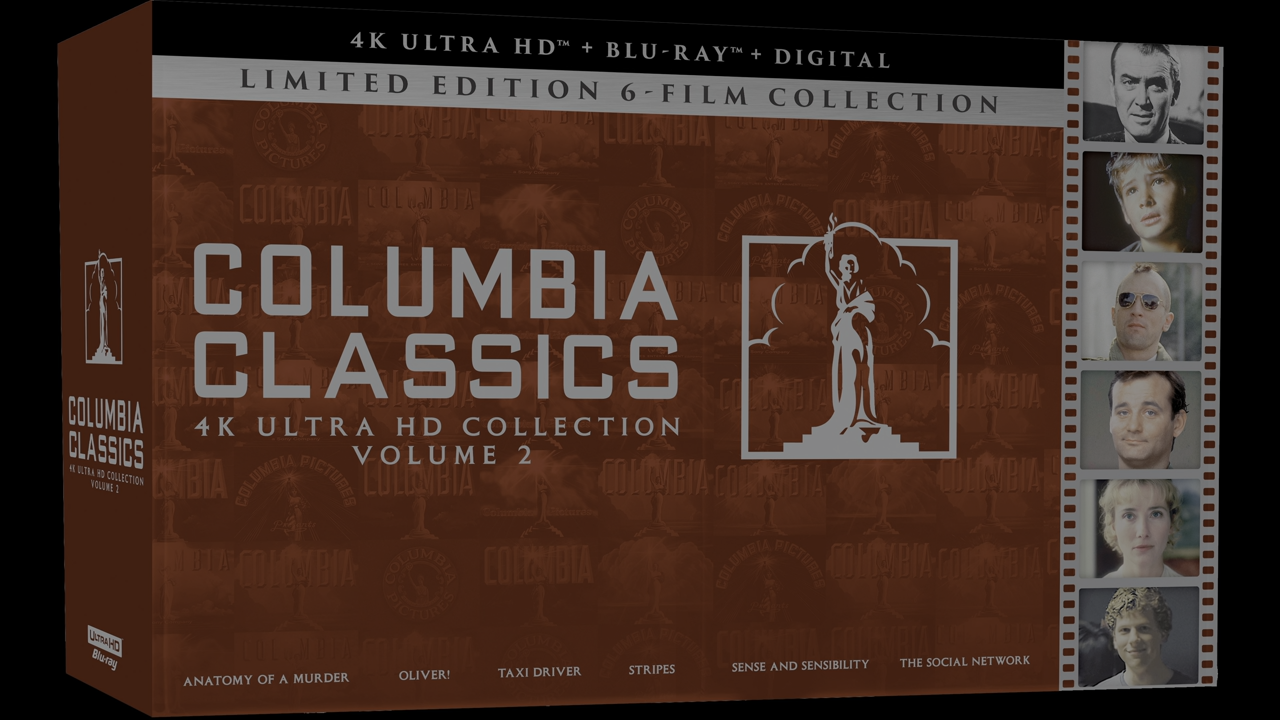 4K ULTRA HD™ + BLU-RAY™ + DIGITAL
LIMITED EDITION 6-FILM COLLECTION
COLUMBIA
CLASSICS
4K ULTRA HD COLLECTION
VOLUME 2
ANATOMY OF A MURDER
OLIVER!
TAXI DRIVER
STRIPES
SENSE AND SENSIBILITY
THE SOCIAL NETWORK
COLUMBIA
CLASSICS
4K ULTRA HD COLLECTION
VOLUME 2
ULTRA HD
Blu-ray